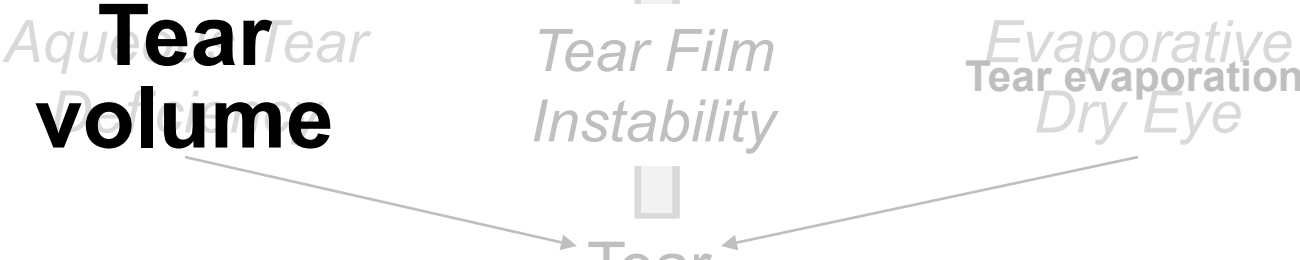 Aqueous Tear
Deficiency
Tear
volume
Tear Film
Instability
Evaporative
Dry Eye
Tear evaporation
Tear